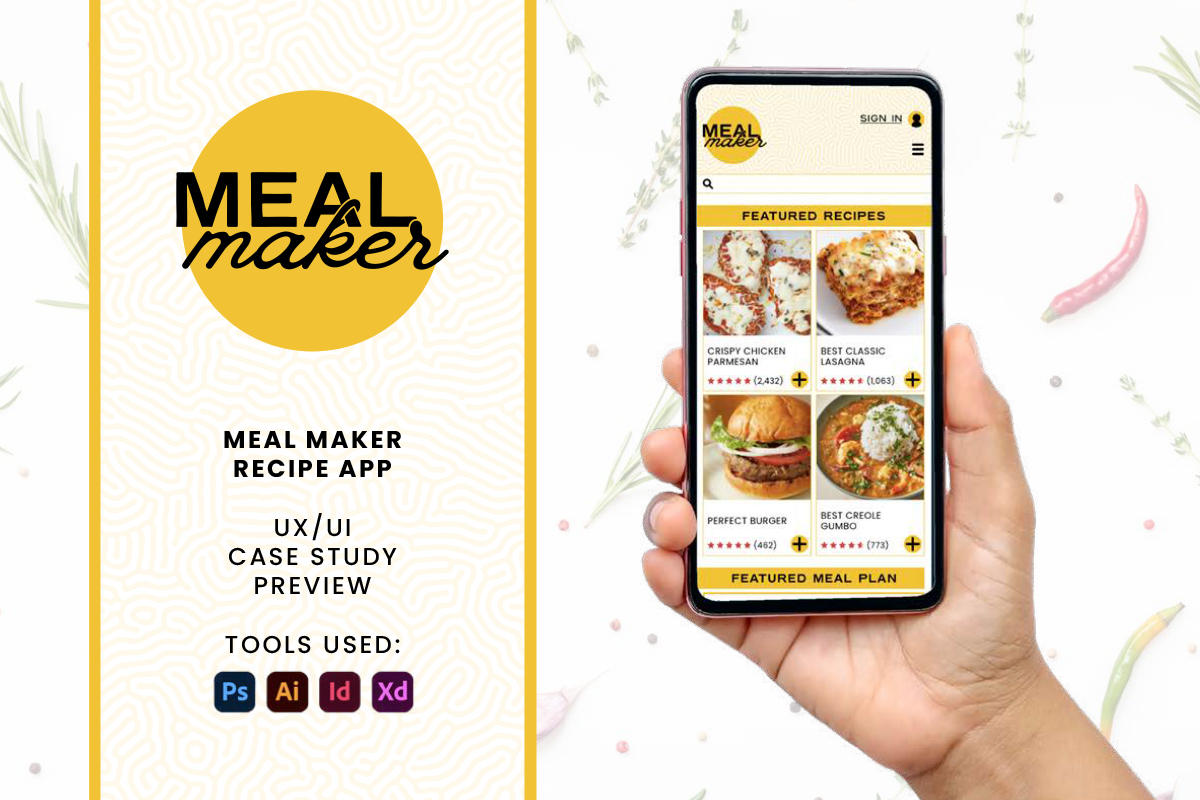 MEAL
maker
MEAL MAKER
RECIPE APP
UX/UI
CASE STUDY
PREVIEW
TOOLS USED:
Ps Ai Id Xd
MEAL
maker
SIGN IN
FEATURED RECIPES
CRISPY CHICKEN
PARMESAN
(2,432)
BEST CLASSIC
LASAGNA
(1,063)
PERFECT BURGER
(462)
BEST CREOLE
GUMBO
(773)
FEATURED MEAL PLAN